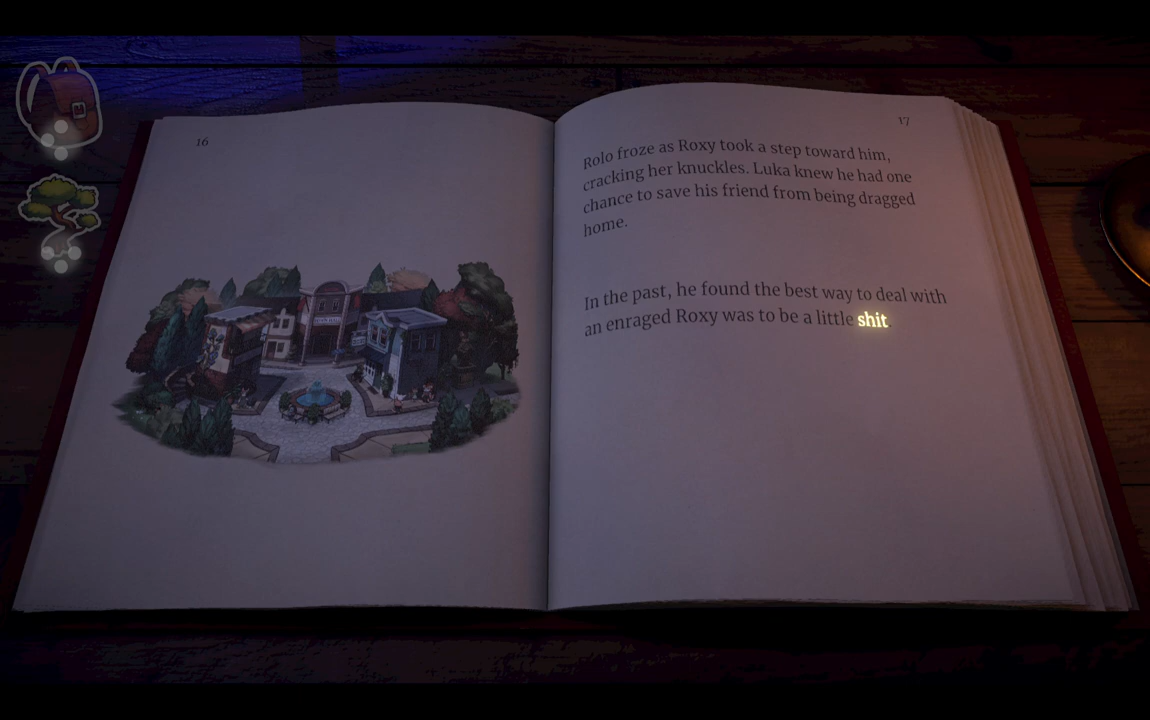 16
17
Rolo froze as Roxy took a step toward him,
cracking her knuckles. Luka knew he had one
chance to save his friend from being dragged
home.
In the past, he found the best way to deal with
an enraged Roxy was to be a little shit.